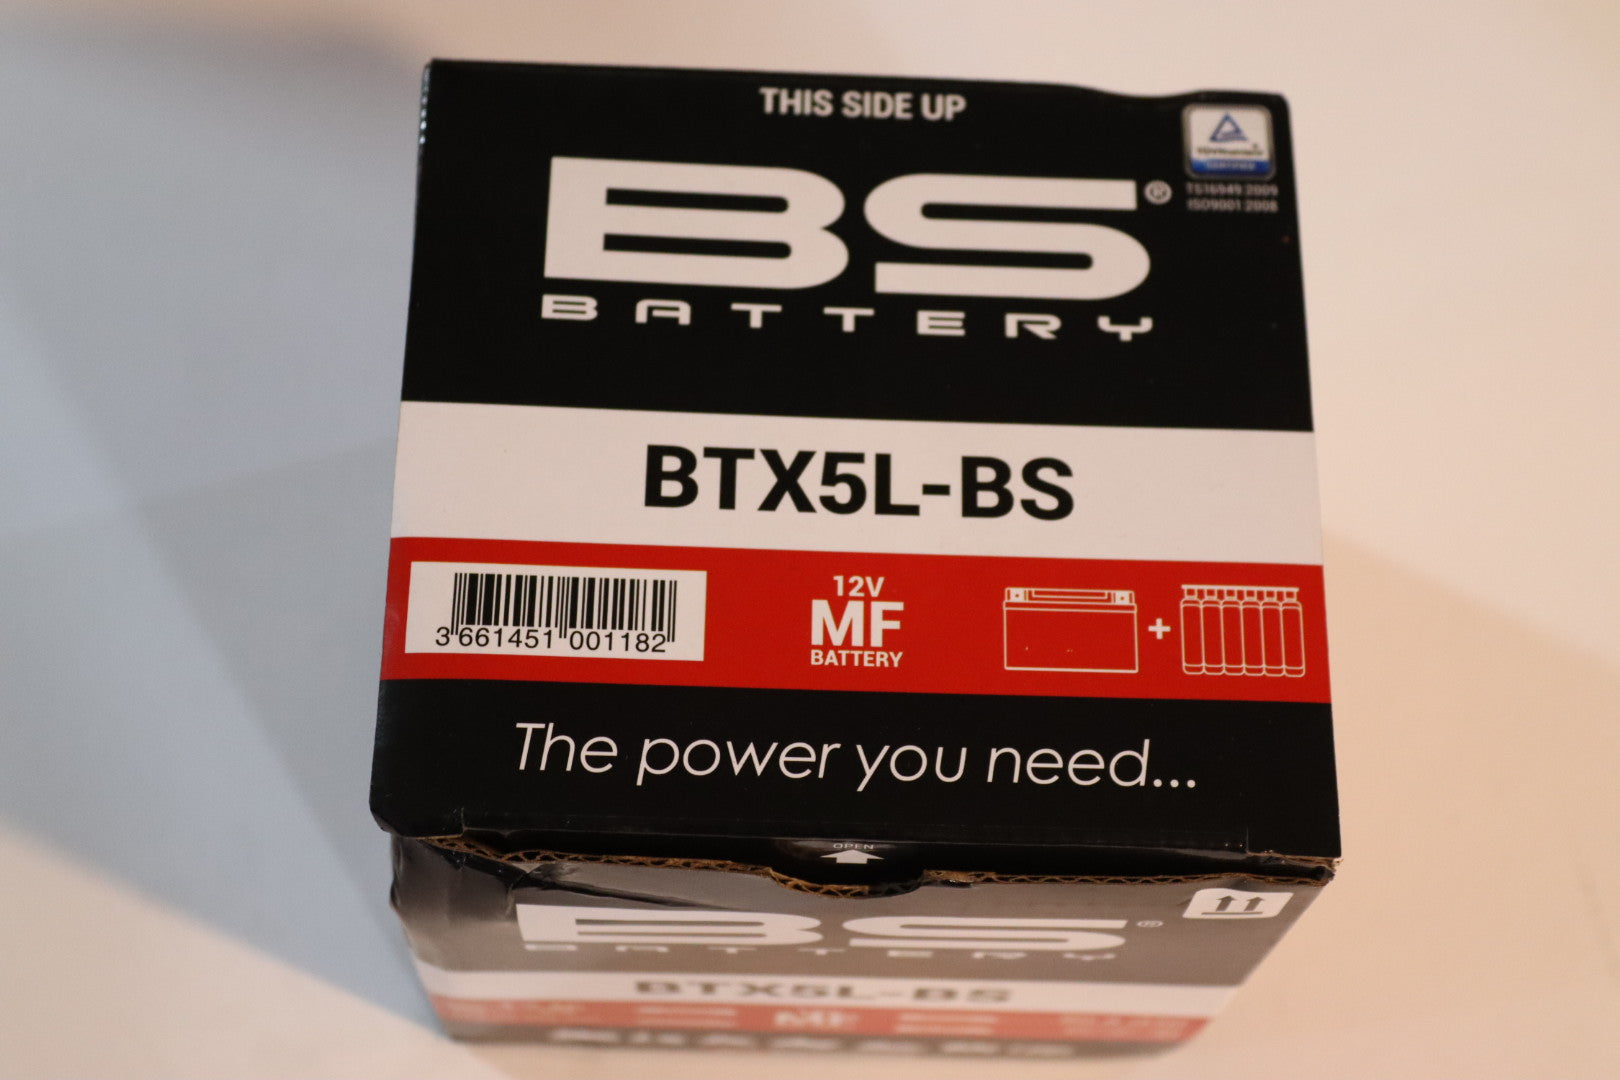 THIS SIDE UP
BS®
BATTERY
TS16949 2009
ISO9001 2008
BTX5L-BS
3 661451 001182
12V
MF
BATTERY
+
The power you need...
OPEN
BS®
BATTERY
BTX5L-BS
MF